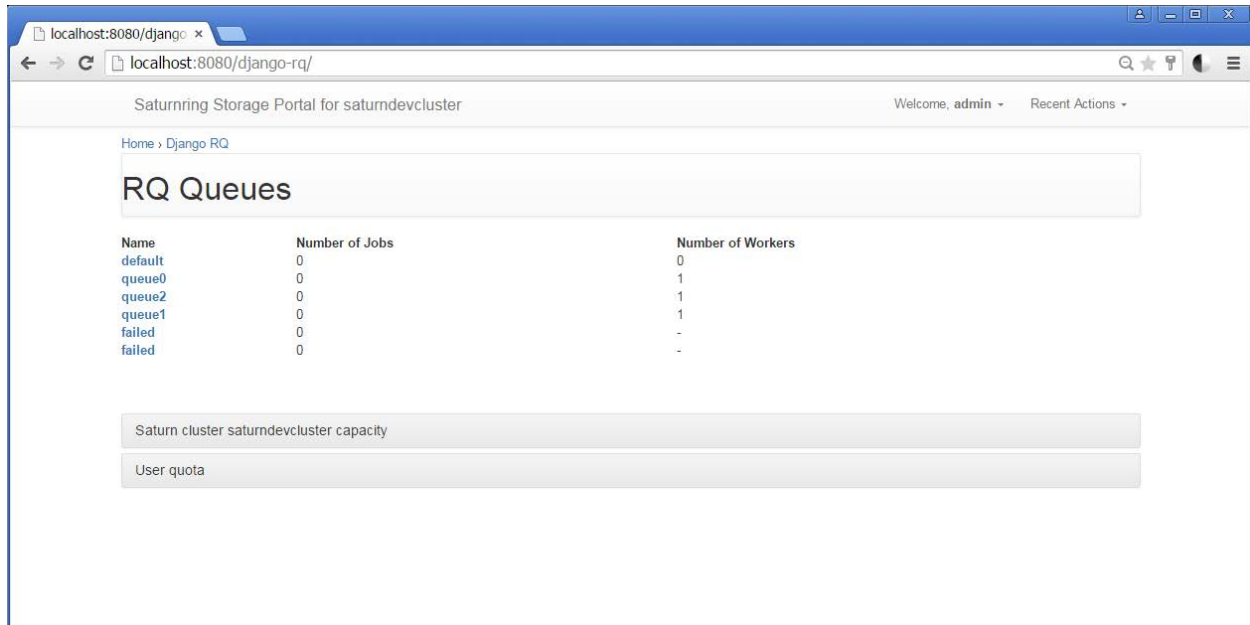 localhost:8080/django
localhost:8080/django-rq/
Saturnring Storage Portal for saturndevcluster Welcome, admin Recent Actions
Home › Django RQ
RQ Queues
Name Number of Jobs Number of Workers
default 0 0
queue0 0 1
queue2 0 1
queue1 0 1
failed 0 -
failed 0 -
Saturn cluster saturndevcluster capacity
User quota